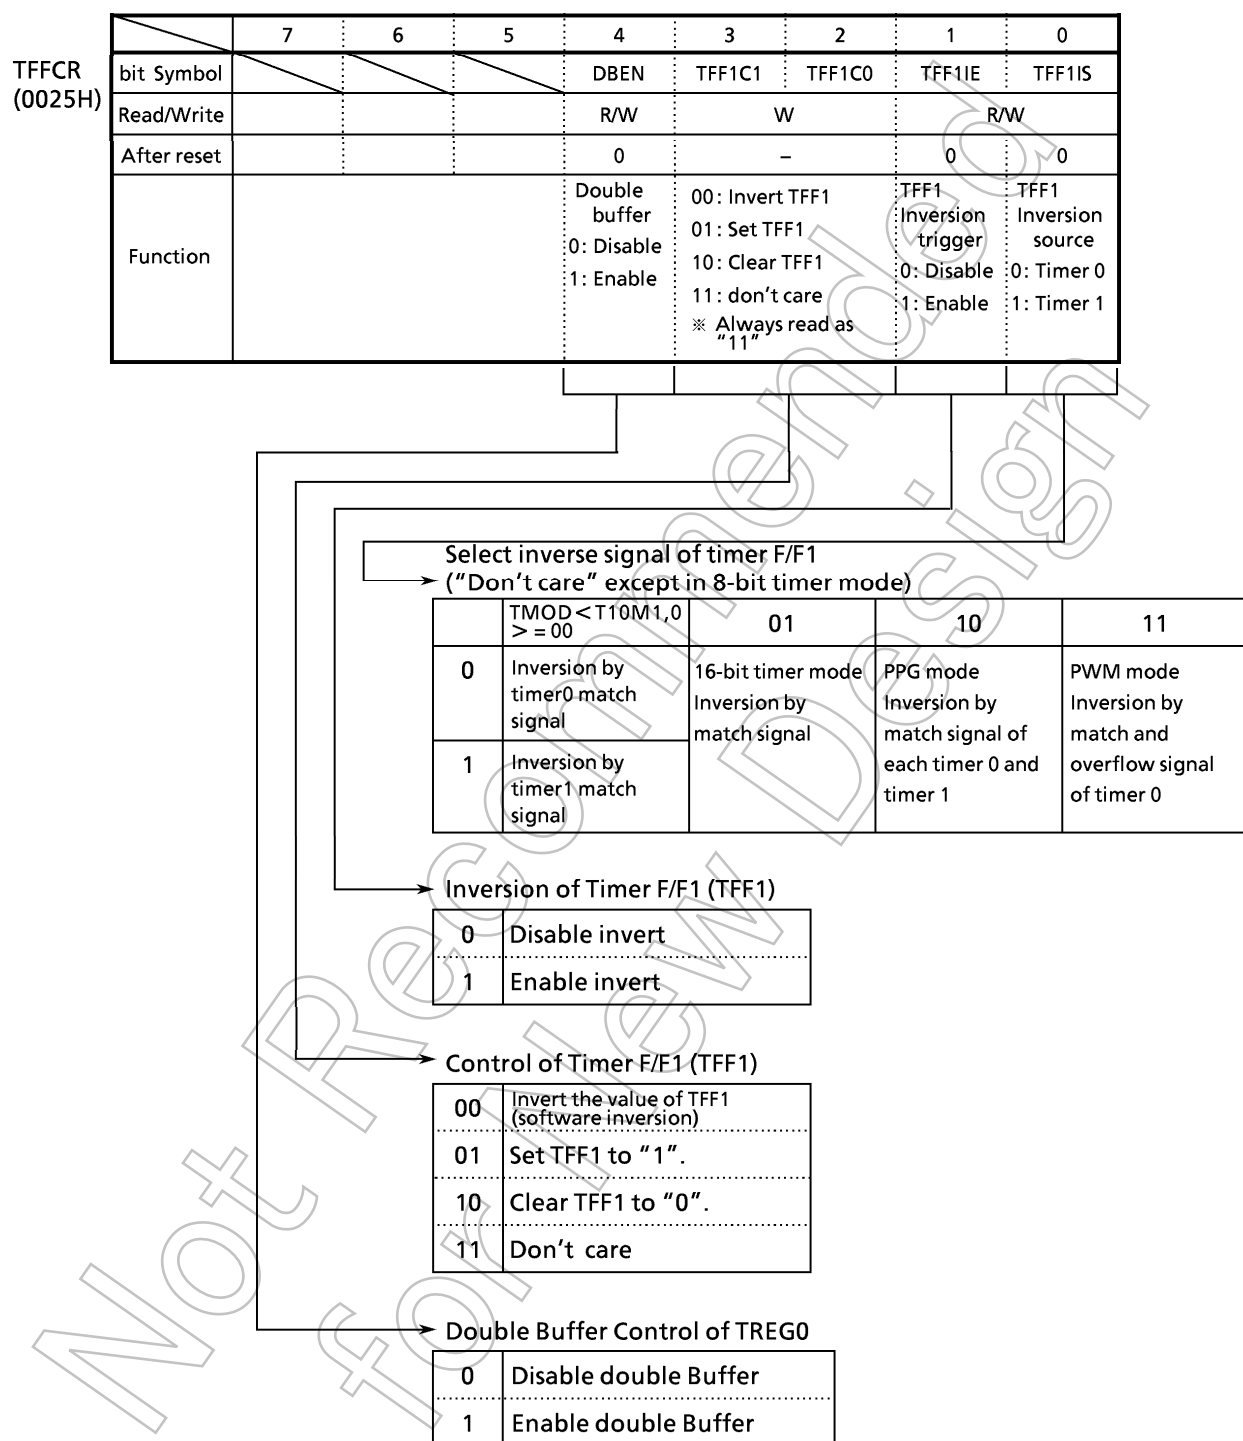 7 6 5 4 3 2 1 0
TFFCR
(0025H)
bit Symbol DBEN TFF1C1 TFF1C0 TFF1IE TFF1IS
Read/Write R/W W R/W
After reset 0 – 0 0
Function
Double
buffer
0: Disable
1: Enable
00: Invert TFF1
01: Set TFF1
10: Clear TFF1
11: don't care
※ Always read as
“11”
TFF1
Inversion
trigger
0: Disable
1: Enable
TFF1
Inversion
source
0: Timer 0
1: Timer 1
Select inverse signal of timer F/F1
(“Don't care” except in 8-bit timer mode)
TMOD<T10M1,0
>=00
01 10 11
0
Inversion by
timer0 match
signal
1
Inversion by
timer1 match
signal
16-bit timer mode
Inversion by
match signal
PPG mode
Inversion by
match signal of
each timer 0 and
timer 1
PWM mode
Inversion by
match and
overflow signal
of timer 0
Inversion of Timer F/F1 (TFF1)
0 Disable invert
1 Enable invert
Control of Timer F/F1 (TFF1)
00 Invert the value of TFF1
(software inversion)
01 Set TFF1 to “1”.
10 Clear TFF1 to “0”.
11 Don't care
Double Buffer Control of TREG0
0 Disable double Buffer
1 Enable double Buffer
Not Recommended
for New Design